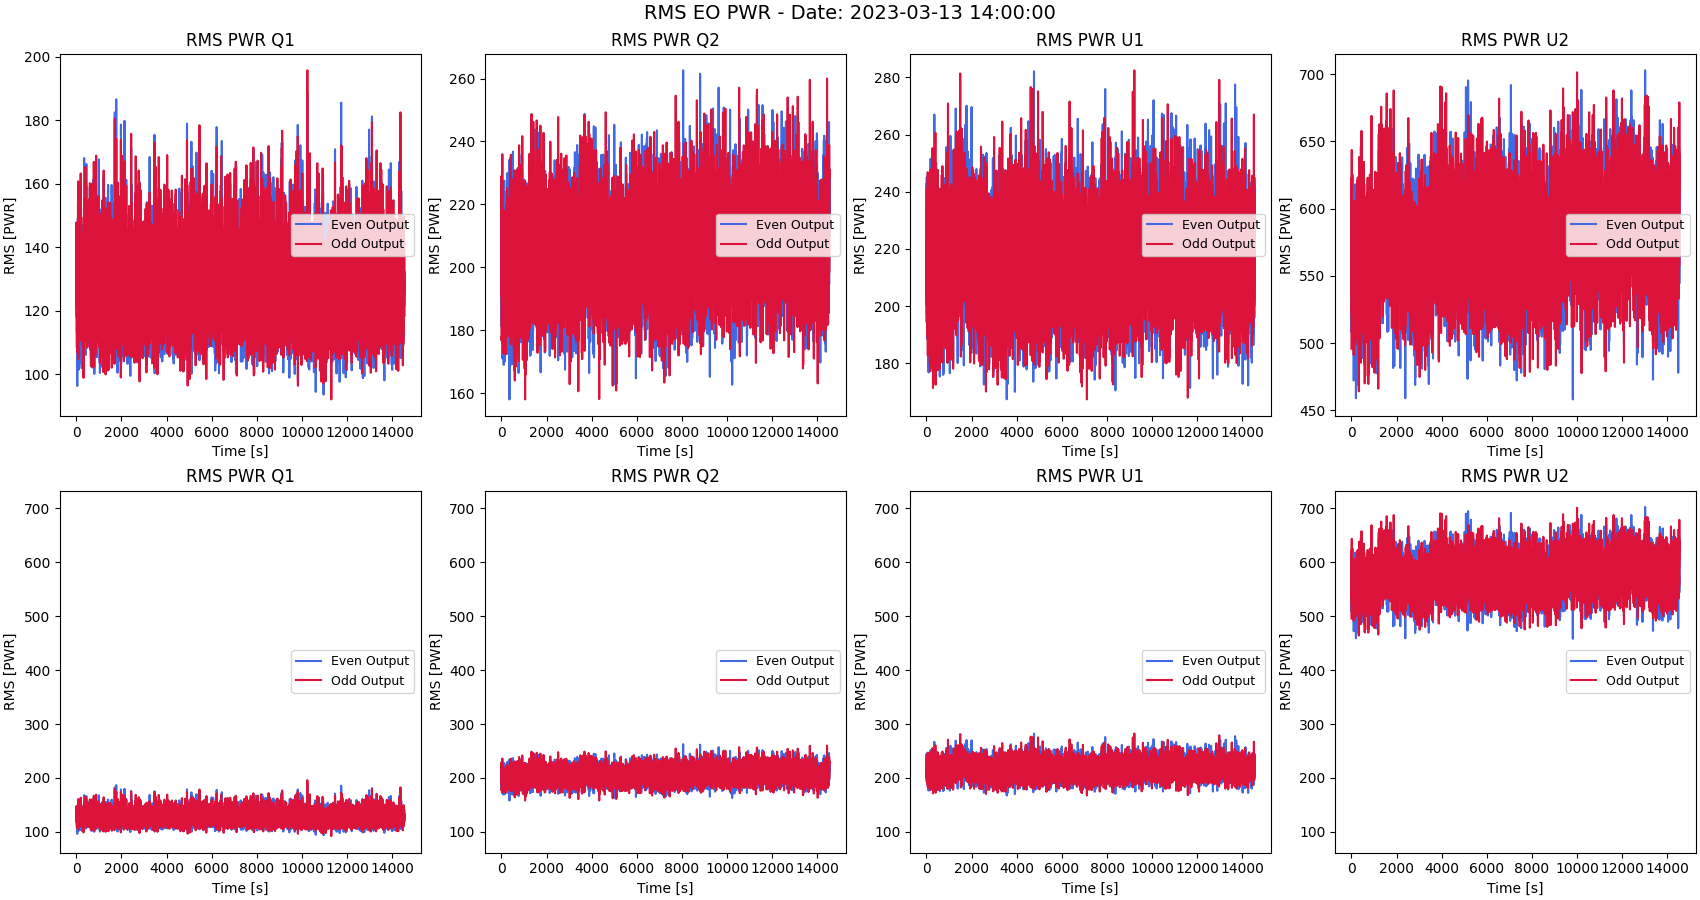 RMS EO PWR - Date: 2023-03-13 14:00:00
RMS PWR Q1
RMS PWR Q2
RMS PWR U1
RMS PWR U2
RMS [PWR]
200
180
160
140
120
100
Even Output
Odd Output
0 2000 4000 6000 8000 10000 12000 14000
Time [s]
RMS [PWR]
260
240
220
200
180
160
Even Output
Odd Output
0 2000 4000 6000 8000 10000 12000 14000
Time [s]
RMS [PWR]
280
260
240
220
200
180
Even Output
Odd Output
0 2000 4000 6000 8000 10000 12000 14000
Time [s]
RMS [PWR]
700
650
600
550
500
450
Even Output
Odd Output
0 2000 4000 6000 8000 10000 12000 14000
Time [s]
RMS PWR Q1
RMS PWR Q2
RMS PWR U1
RMS PWR U2
RMS [PWR]
700
600
500
400
300
200
100
Even Output
Odd Output
0 2000 4000 6000 8000 10000 12000 14000
Time [s]
RMS [PWR]
700
600
500
400
300
200
100
Even Output
Odd Output
0 2000 4000 6000 8000 10000 12000 14000
Time [s]
RMS [PWR]
700
600
500
400
300
200
100
Even Output
Odd Output
0 2000 4000 6000 8000 10000 12000 14000
Time [s]
RMS [PWR]
700
600
500
400
300
200
100
Even Output
Odd Output
0 2000 4000 6000 8000 10000 12000 14000
Time [s]